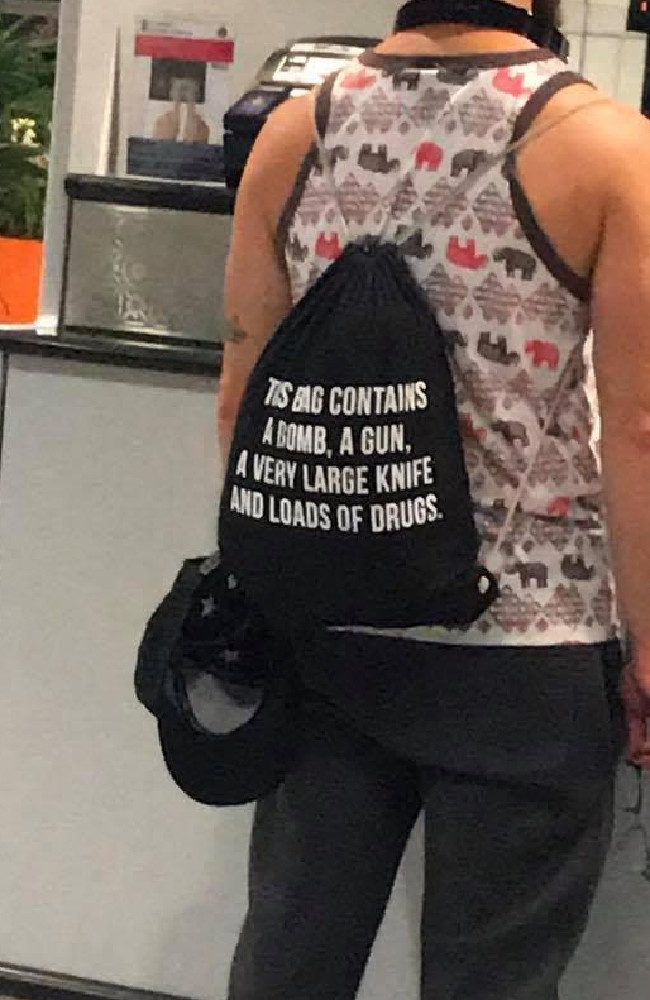 THIS BAG CONTAINS
A BOMB, A GUN,
A VERY LARGE KNIFE
AND LOADS OF DRUGS.